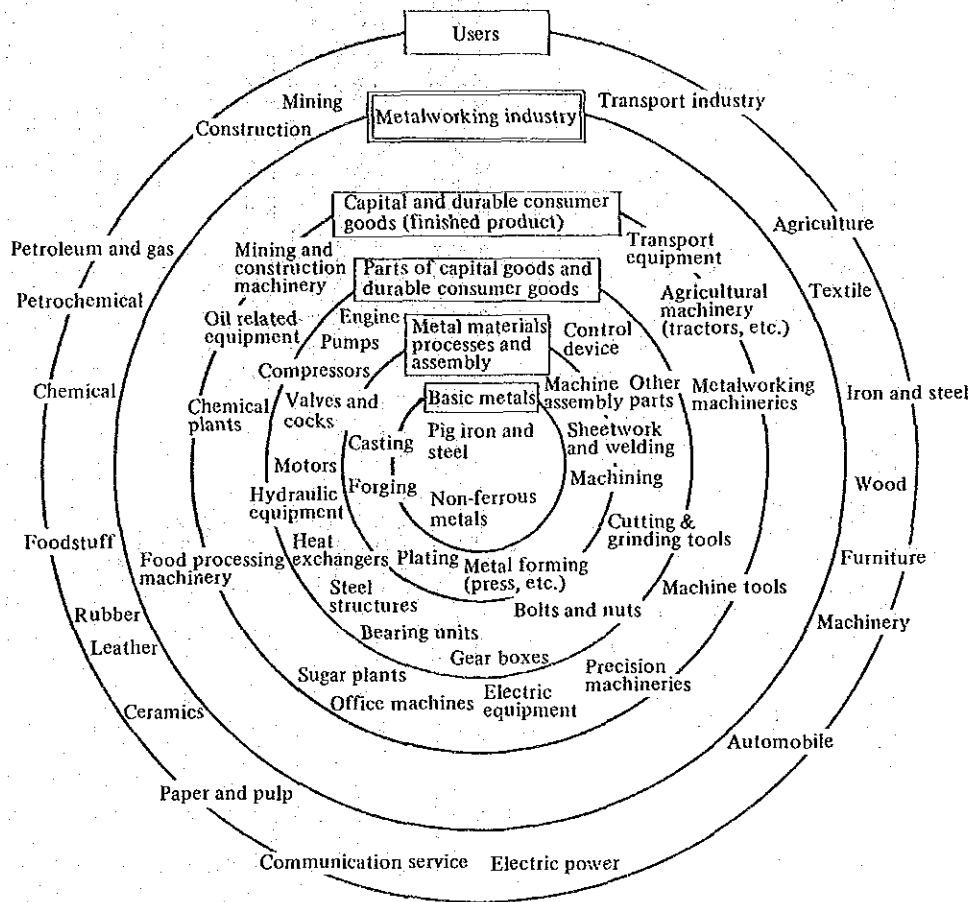 Users
Mining
Transport industry
Construction
Metalworking industry
Capital and durable consumer
goods (finished product)
Agriculture
Petroleum and gas
Mining and
construction
machinery
Transport
equipment
Parts of capital goods and
durable consumer goods
Petrochemical
Textile
Agricultural
machinery
(tractors, etc.)
Oil related
equipment
Engine
Pumps
Metal materials
processes and
assembly
Control
device
Compressors
Chemical
Chemical
plants
Valves and
cocks
Basic metals
Machine
assembly
Other
parts
Metalworking
machineries
Iron and steel
Casting
Pig iron and
steel
Sheetwork
and welding
Motors
Forging
Machining
Wood
Hydraulic
equipment
Non-ferrous
metals
Cutting &
grinding tools
Foodstuff
Food processing
machinery
Heat
exchangers
Plating
Metal forming
(press, etc.)
Furniture
Steel
structures
Bolts and nuts
Machine tools
Rubber
Machinery
Leather
Bearing units
Gear boxes
Sugar plants
Precision
machineries
Office machines
Electric
equipment
Ceramics
Automobile
Paper and pulp
Communication service
Electric power